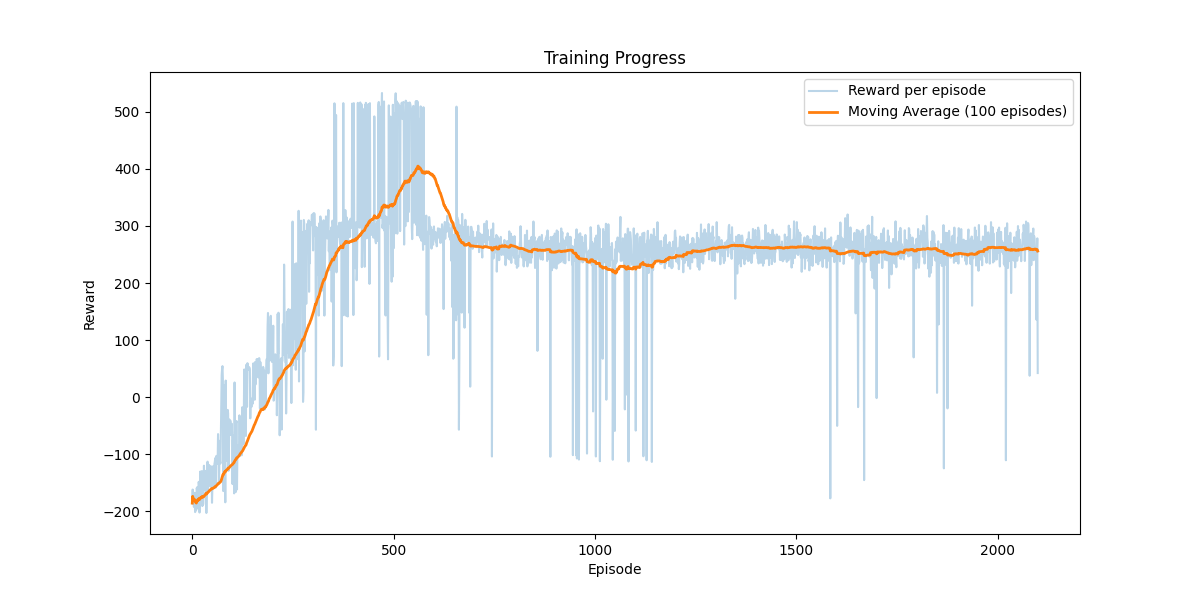 Training Progress
Reward per episode
Moving Average (100 episodes)
500
400
300
200
100
0
−100
−200
Reward
0
500
1000
1500
2000
Episode